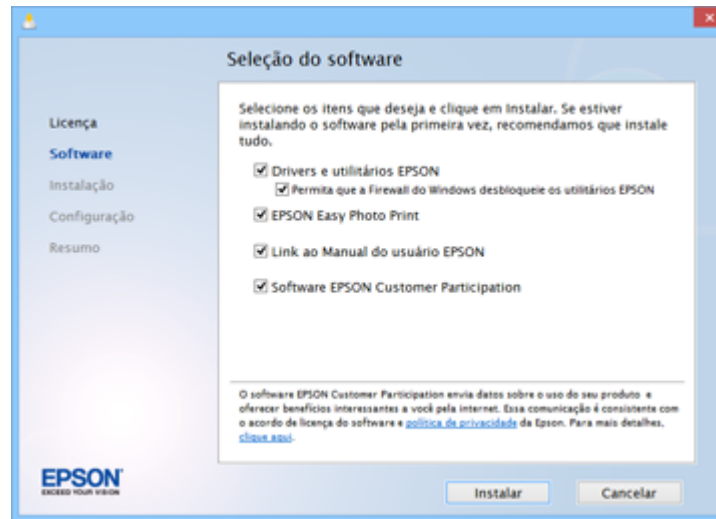 Seleção do software
Licença
Software
Instalação
Configuração
Resumo
Selecione os itens que deseja e clique em Instalar. Se estiver
instalando o software pela primeira vez, recomendamos que instale
tudo.
Drivers e utilitários EPSON
Permita que a Firewall do Windows desbloqueie os utilitários EPSON
EPSON Easy Photo Print
Link ao Manual do usuário EPSON
Software EPSON Customer Participation
O software EPSON Customer Participation envia datos sobre o uso do seu produto e
oferecer benefícios interessantes a você pela internet. Essa comunicação é consistente com
o acordo de licença do software e política de privacidade da Epson. Para mais detalhes,
clique aqui.
EPSON
EXCEED YOUR VISION
Instalar
Cancelar